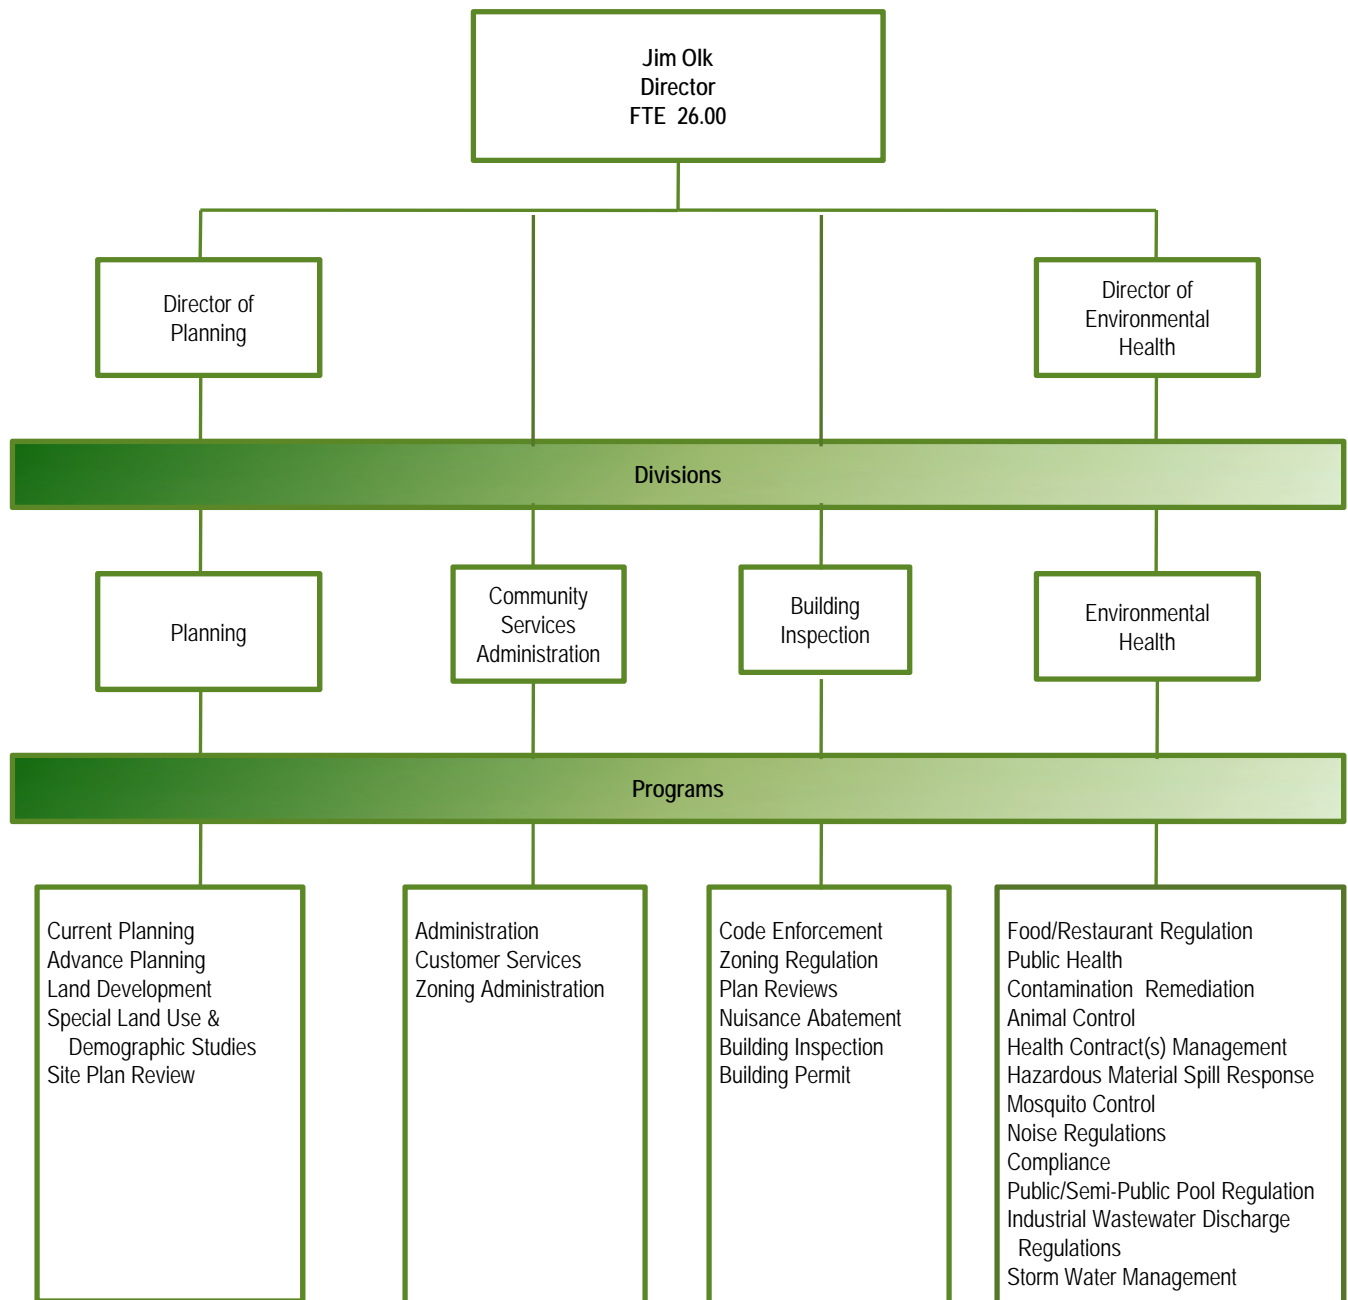 Jim Olk
Director
FTE 26.00
Director of
Planning
Director of
Environmental
Health
Divisions
Planning
Community
Services
Administration
Building
Inspection
Environmental
Health
Programs
Current Planning
Advance Planning
Land Development
Special Land Use &
Demographic Studies
Site Plan Review
Administration
Customer Services
Zoning Administration
Code Enforcement
Zoning Regulation
Plan Reviews
Nuisance Abatement
Building Inspection
Building Permit
Food/Restaurant Regulation
Public Health
Contamination Remediation
Animal Control
Health Contract(s) Management
Hazardous Material Spill Response
Mosquito Control
Noise Regulations
Compliance
Public/Semi-Public Pool Regulation
Industrial Wastewater Discharge
Regulations
Storm Water Management